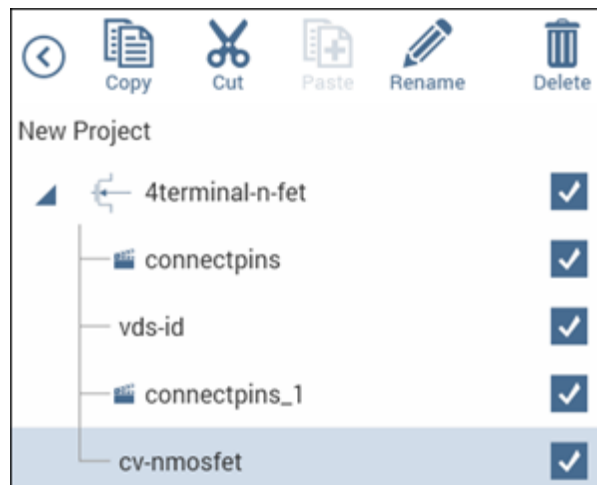 Copy Cut Paste Rename Delete
New Project
4terminal-n-fet
connectpins
vds-id
connectpins_1
cv-nmosfet